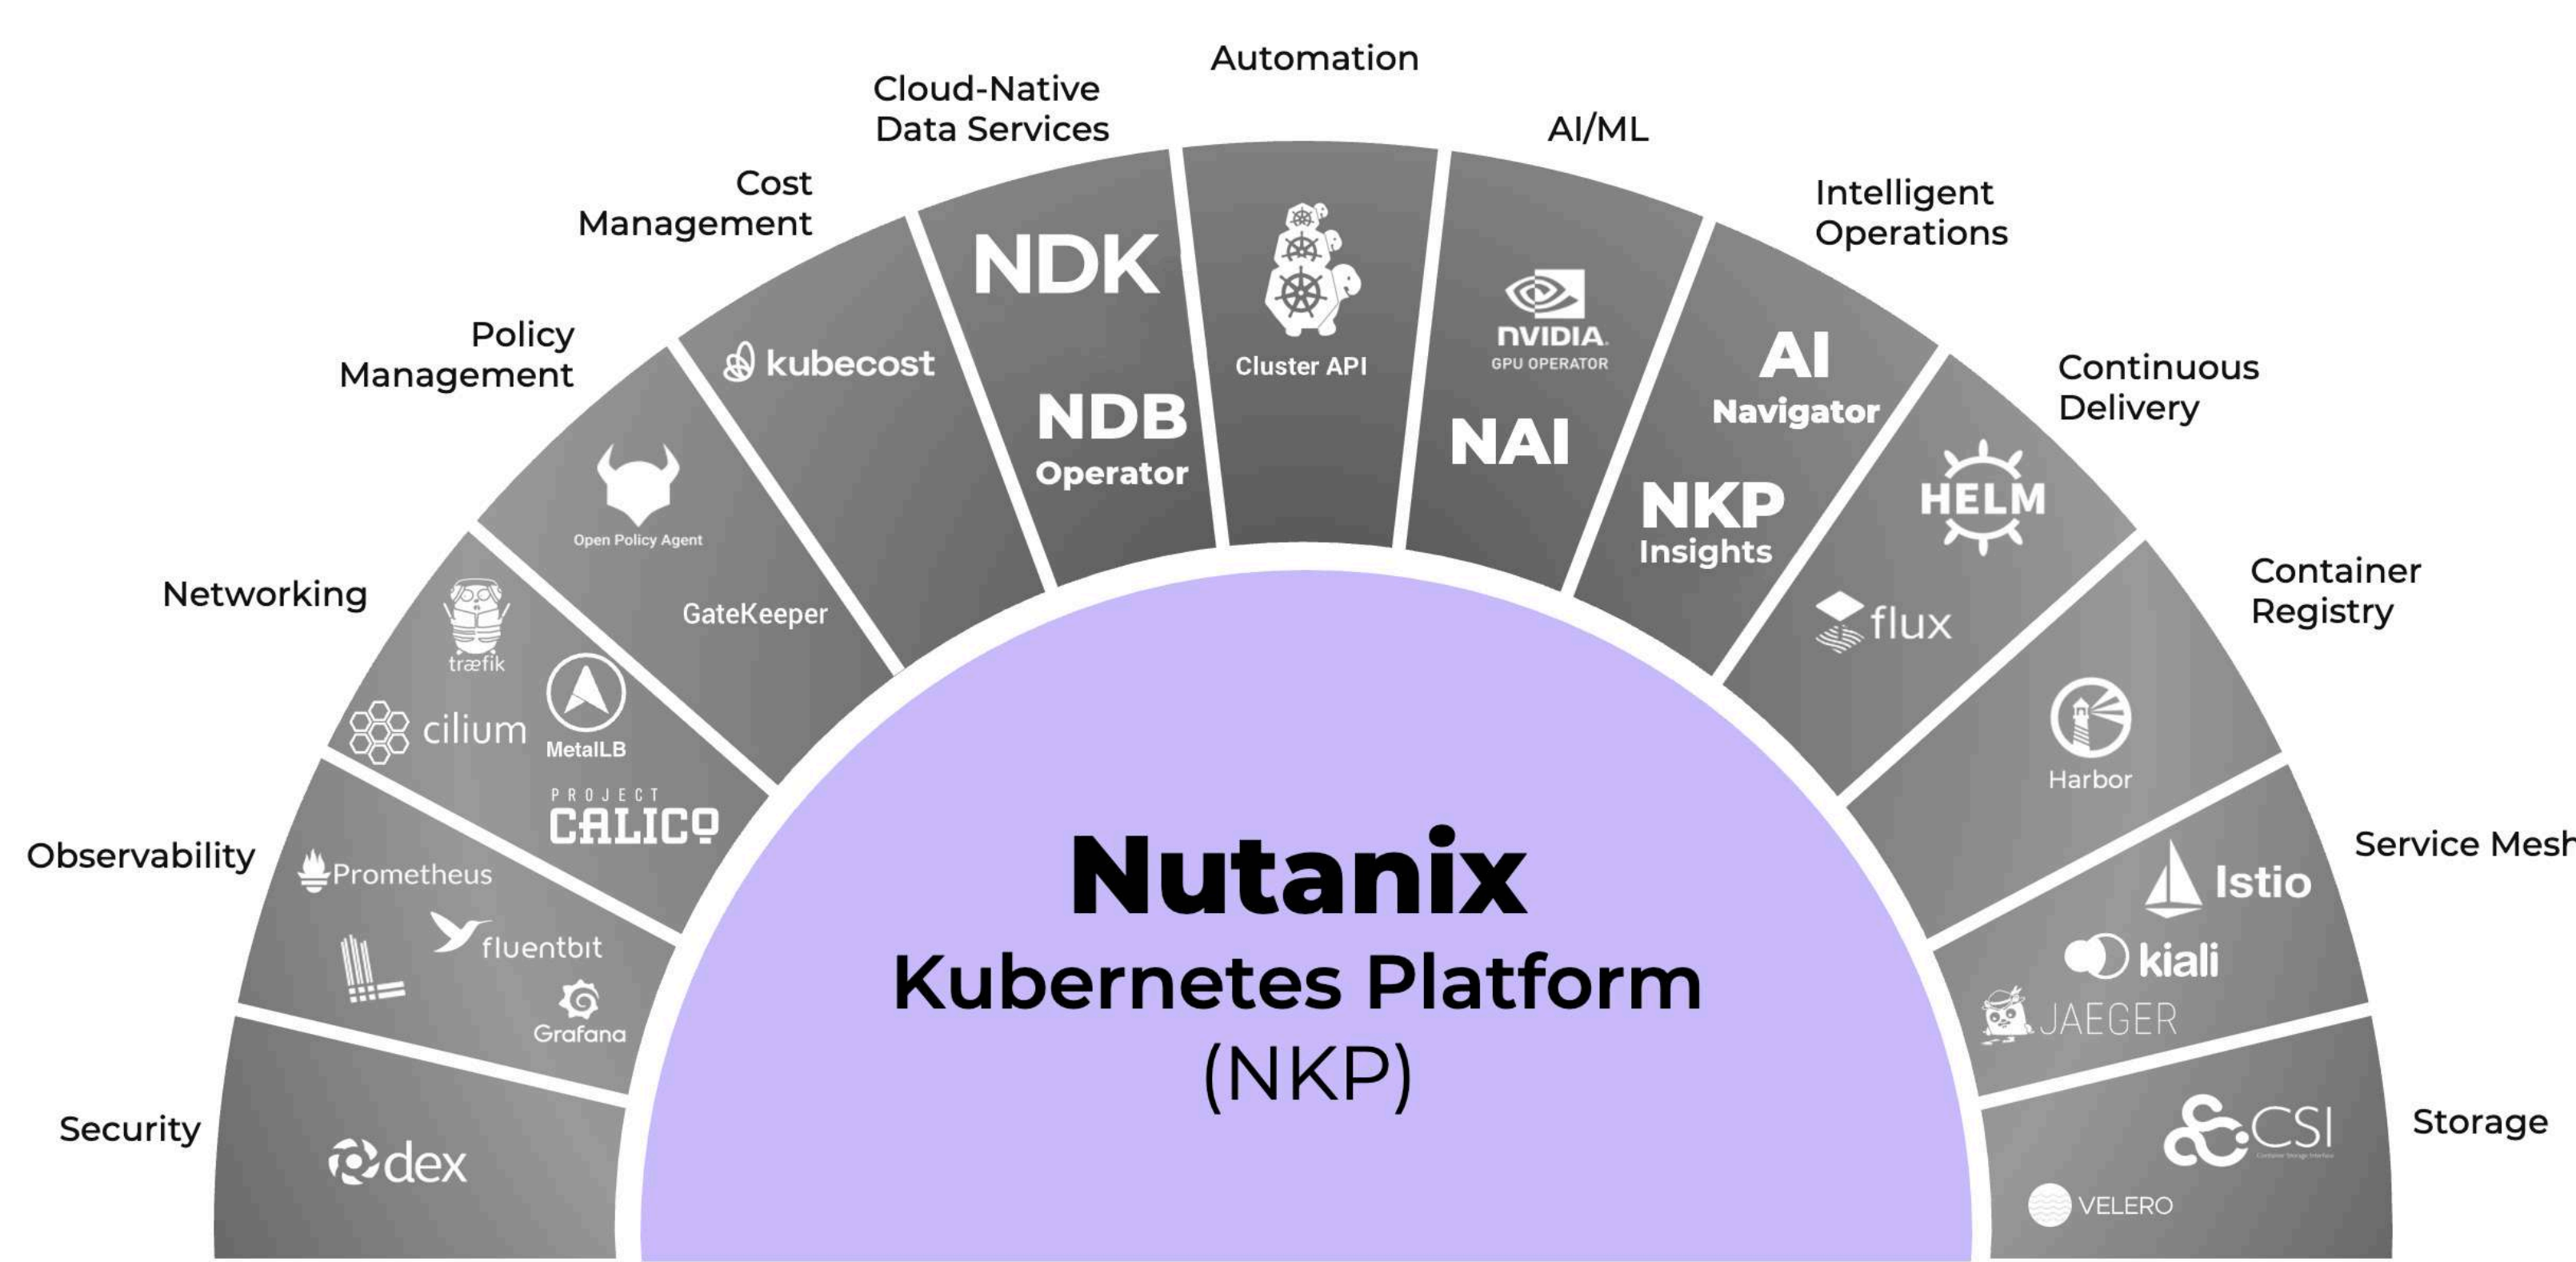 Automation
Cloud-Native
Data Services
AI/ML
Cost
Management
Intelligent
Operations
Policy
Management
Continuous
Delivery
Networking
Container
Registry
Observability
Service Mesh
Security
Storage
NDK
NDB
Operator
Cluster API
NVIDIA.
GPU OPERATOR
NAI
AI
Navigator
NKP
Insights
kubecost
Open Policy Agent
GateKeeper
HELM
flux
træfik
cilium
MetalLB
PROJECT
CALICO
Harbor
Prometheus
fluentbit
Grafana
Istio
kiali
JAEGER
dex
CSI
Container Storage Interface
VELERO
Nutanix
Kubernetes Platform
(NKP)